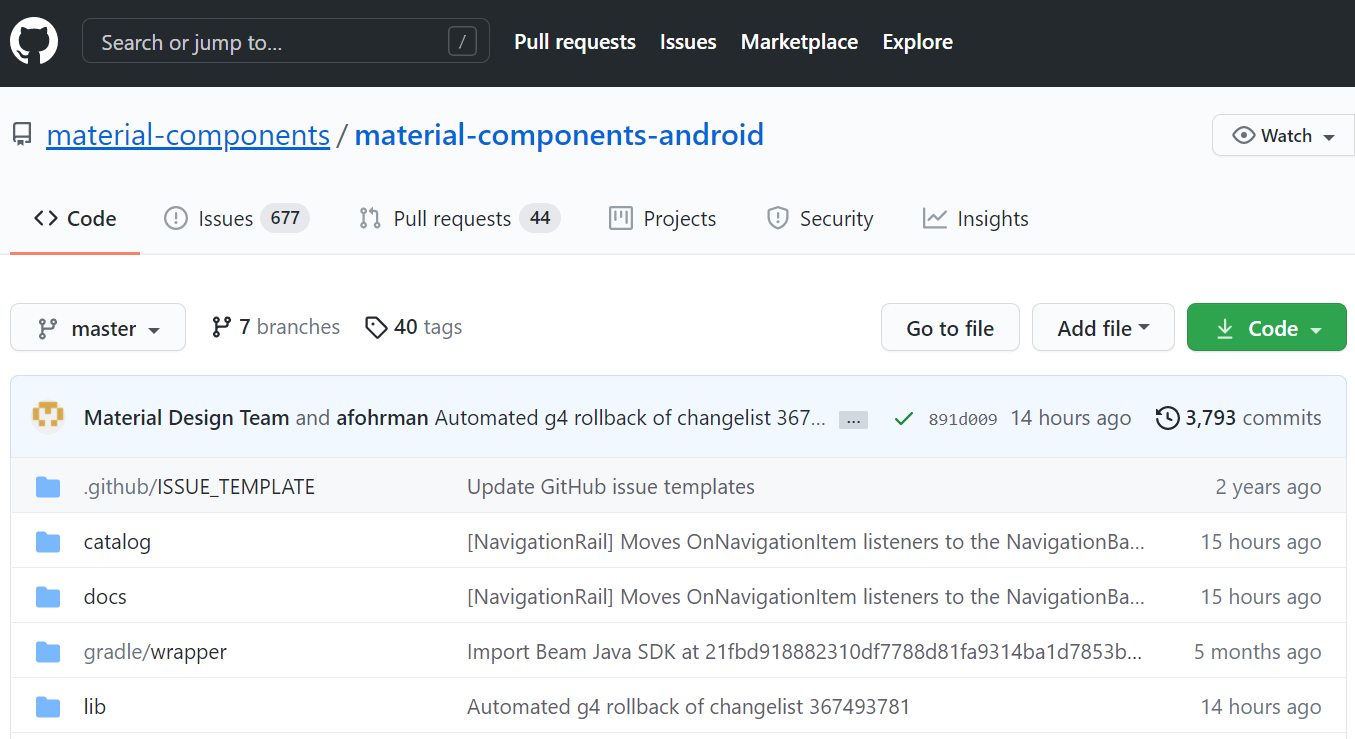 Search or jump to... /
Pull requests Issues Marketplace Explore
material-components / material-components-android
Watch
Code Issues 677 Pull requests 44 Projects Security Insights
master 7 branches 40 tags Go to file Add file Code
Material Design Team and afohrman Automated g4 rollback of changelist 367... ... 891d009 14 hours ago 3,793 commits
.github/ISSUE_TEMPLATE Update GitHub issue templates 2 years ago
catalog [NavigationRail] Moves OnNavigationItem listeners to the NavigationBa... 15 hours ago
docs [NavigationRail] Moves OnNavigationItem listeners to the NavigationBa... 15 hours ago
gradle/wrapper Import Beam Java SDK at 21fbd918882310df7788d81fa9314ba1d7853b... 5 months ago
lib Automated g4 rollback of changelist 367493781 14 hours ago